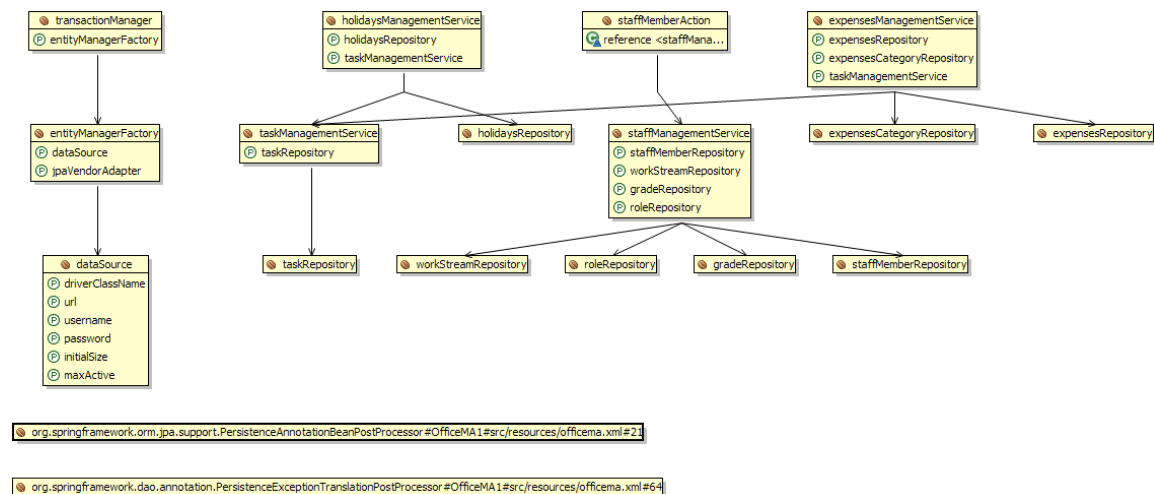 transactionManager
P entityManagerFactory
holidaysManagementService
P holidaysRepository
P taskManagementService
staffMemberAction
C reference <staffMana...
expensesManagementService
P expensesRepository
P expensesCategoryRepository
P taskManagementService
entityManagerFactory
P dataSource
P jpaVendorAdapter
taskManagementService
P taskRepository
holidaysRepository
staffManagementService
P staffMemberRepository
P workStreamRepository
P gradeRepository
P roleRepository
expensesCategoryRepository
expensesRepository
dataSource
P driverClassName
P url
P username
P password
P initialSize
P maxActive
taskRepository
workStreamRepository
roleRepository
gradeRepository
staffMemberRepository
org.springframework.orm.jpa.support.PersistenceAnnotationBeanPostProcessor#OfficeMA1#src/resources/officema.xml#21
org.springframework.dao.annotation.PersistenceExceptionTranslationPostProcessor#OfficeMA1#src/resources/officema.xml#64